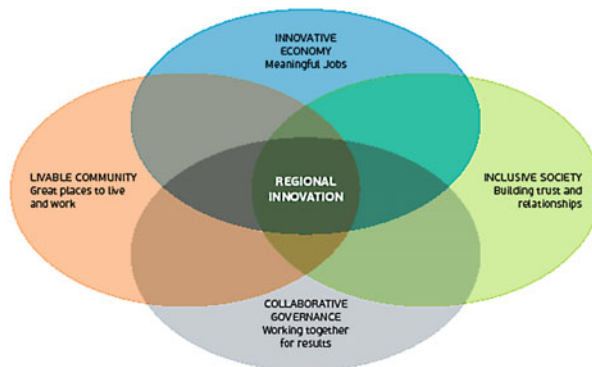 INNOVATIVE
ECONOMY
Meaningful Jobs
LIVABLE COMMUNITY
Great places to live
and work
REGIONAL
INNOVATION
INCLUSIVE SOCIETY
Building trust and
relationships
COLLABORATIVE
GOVERNANCE
Working together
for results